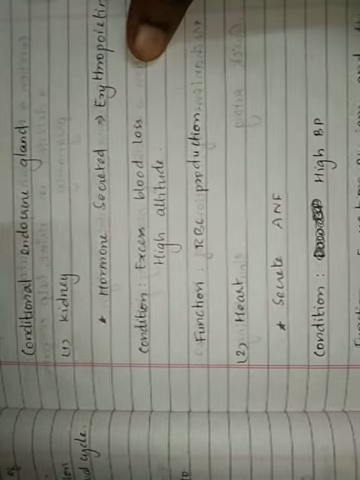 Conditional endocrine gland
(1) Kidney
* Hormone Secreted → Erythropoietin
Condition : Excess blood loss
High altitude.
Function : RBC production
(2) Heart
* Secrete ANF
Condition : High BP